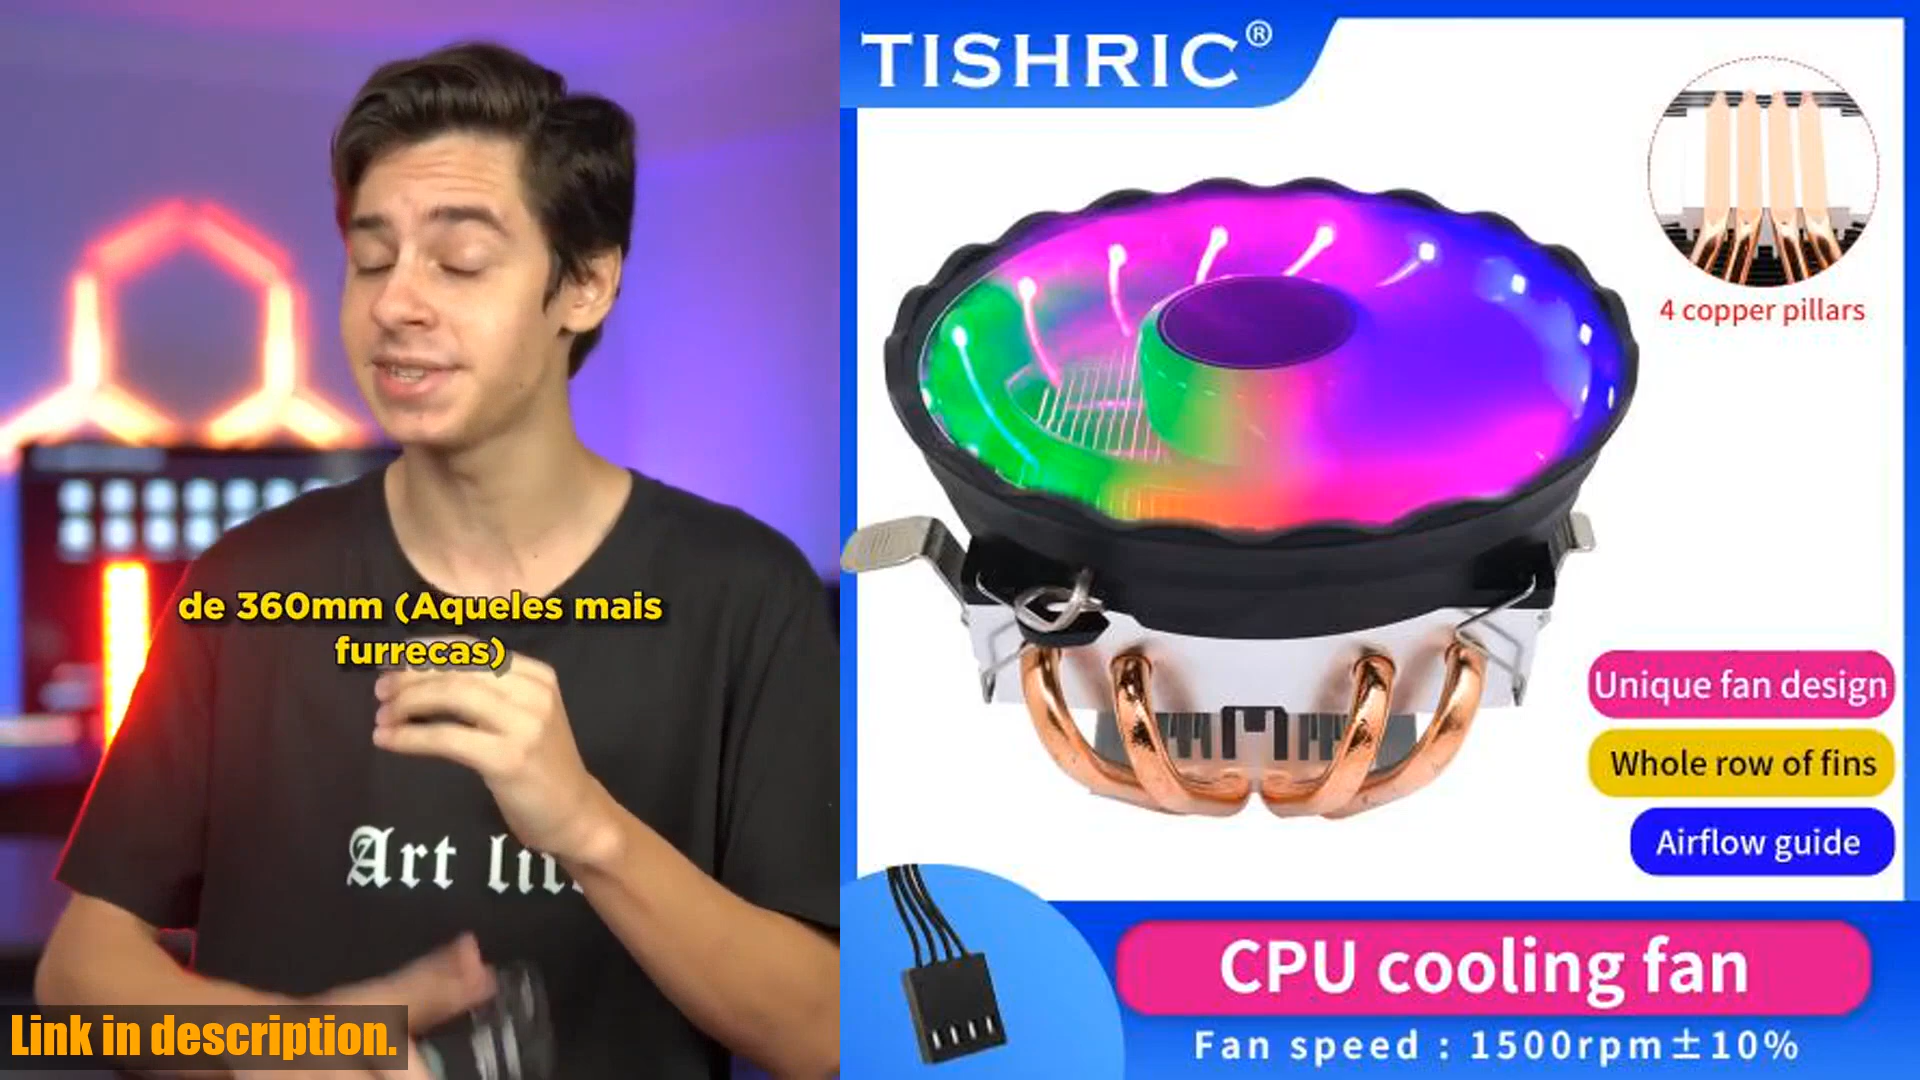 de 360mm (Aqueles mais
furrecas)
Art
Link in description.
TISHRIC®
4 copper pillars
Unique fan design
Whole row of fins
Airflow guide
CPU cooling fan
Fan speed : 1500rpm±10%